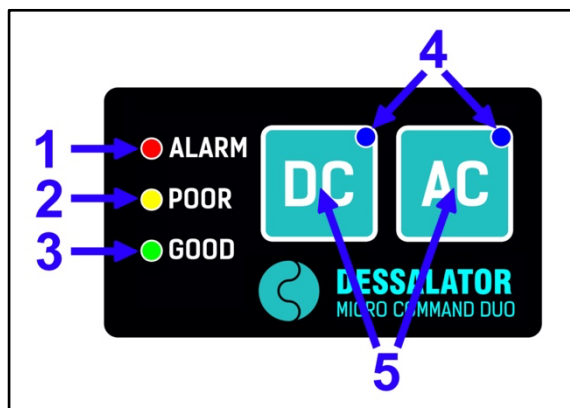 4
1 ALARM
2 POOR
3 GOOD
DC AC
DESSALATOR
MICRO COMMAND DUO
5